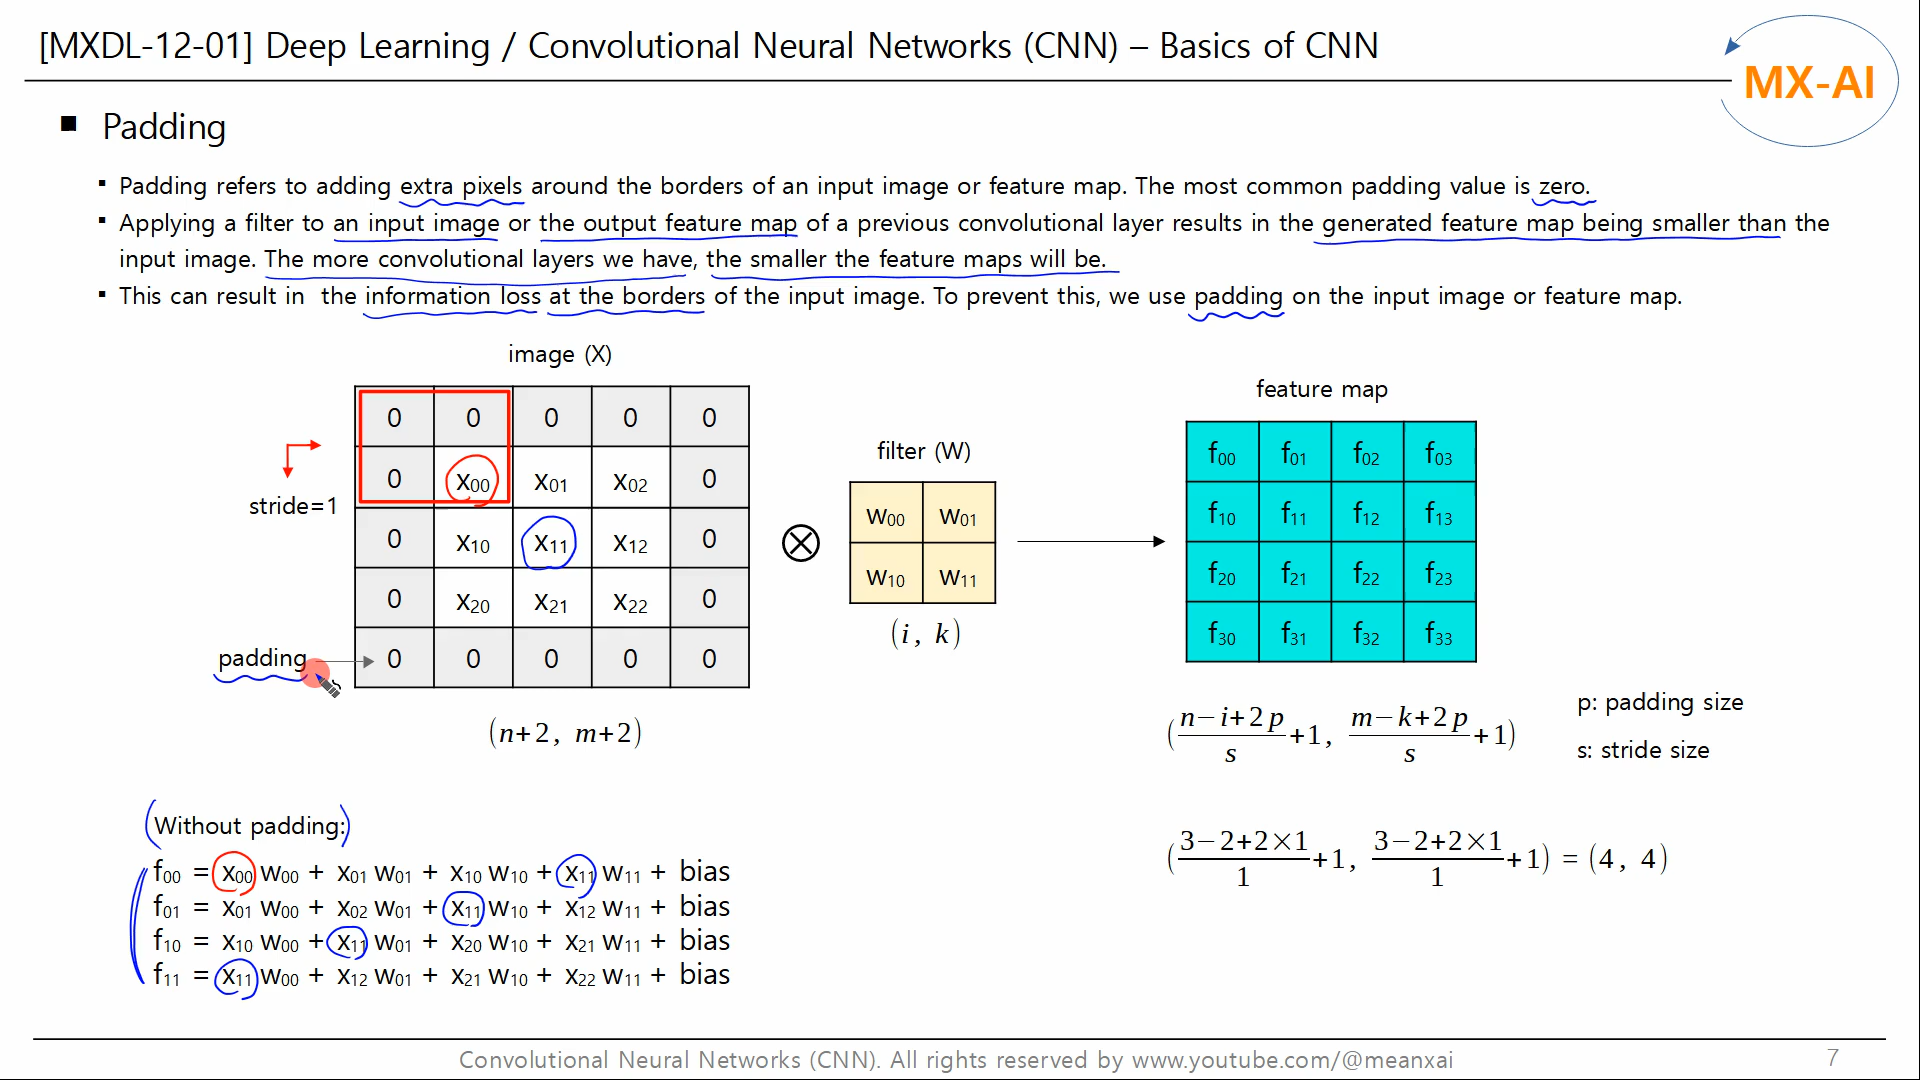 [MXDL-12-01] Deep Learning / Convolutional Neural Networks (CNN) – Basics of CNN
MX-AI
■ Padding
▪ Padding refers to adding extra pixels around the borders of an input image or feature map. The most common padding value is zero.
▪ Applying a filter to an input image or the output feature map of a previous convolutional layer results in the generated feature map being smaller than the
input image. The more convolutional layers we have, the smaller the feature maps will be.
▪ This can result in the information loss at the borders of the input image. To prevent this, we use padding on the input image or feature map.
image (X)
0 0 0 0 0
0 x00 x01 x02 0
0 x10 x11 x12 0
0 x20 x21 x22 0
0 0 0 0 0
stride=1
padding
(n+2, m+2)
⊗
filter (W)
w00 w01
w10 w11
(i, k)
feature map
f00 f01 f02 f03
f10 f11 f12 f13
f20 f21 f22 f23
f30 f31 f32 f33
((n−i+2p)/s+1, (m−k+2p)/s+1)
p: padding size
s: stride size
((3−2+2×1)/1+1, (3−2+2×1)/1+1) = (4, 4)
(Without padding:)
f00 = x00 w00 + x01 w01 + x10 w10 + x11 w11 + bias
f01 = x01 w00 + x02 w01 + x11 w10 + x12 w11 + bias
f10 = x10 w00 + x11 w01 + x20 w10 + x21 w11 + bias
f11 = x11 w00 + x12 w01 + x21 w10 + x22 w11 + bias
Convolutional Neural Networks (CNN). All rights reserved by www.youtube.com/@meanxai
7